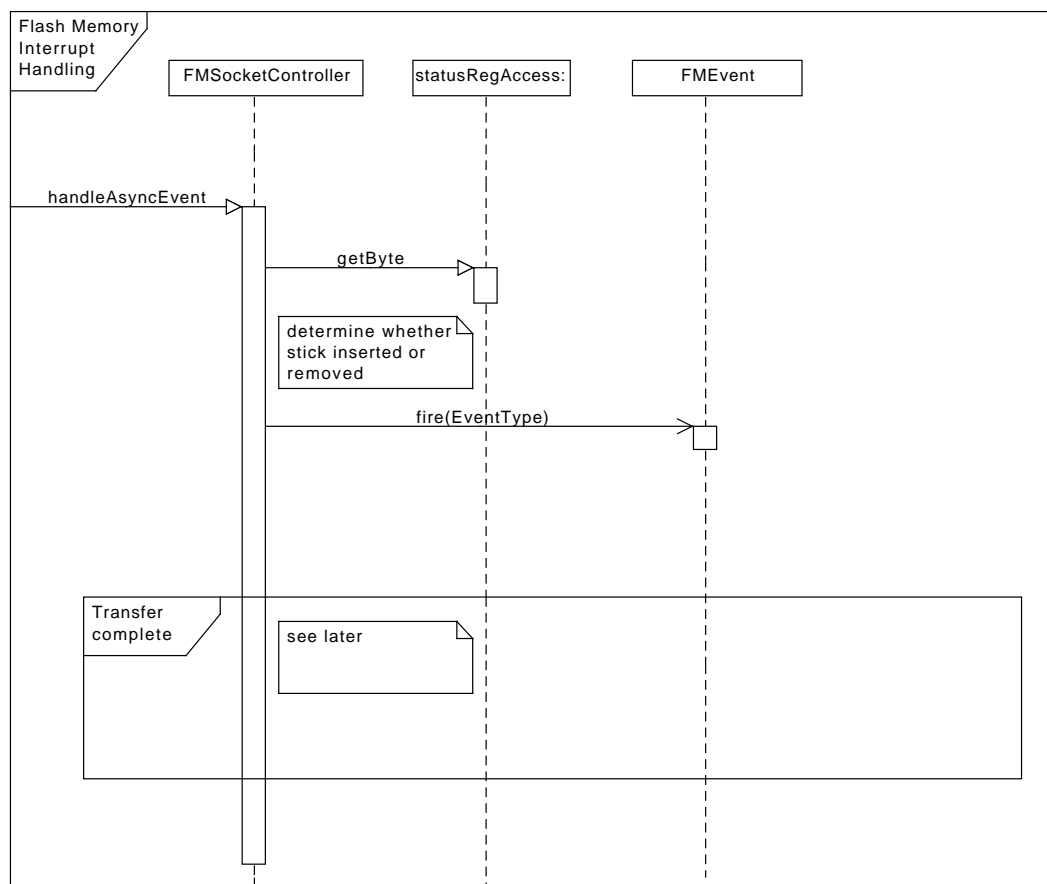 Flash Memory
Interrupt
Handling
FMSocketController
statusRegAccess:
FMEvent
handleAsyncEvent
getByte
determine whether
stick inserted or
removed
fire(EventType)
Transfer
complete
see later